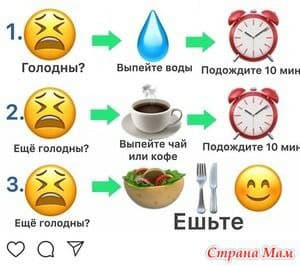 1.
Голодны?
Выпейте воды
Подождите 10 мин
2.
Ещё голодны?
Выпейте чай
или кофе
Подождите 10 мин
3.
Ещё голодны?
Ешьте
Страна Мам